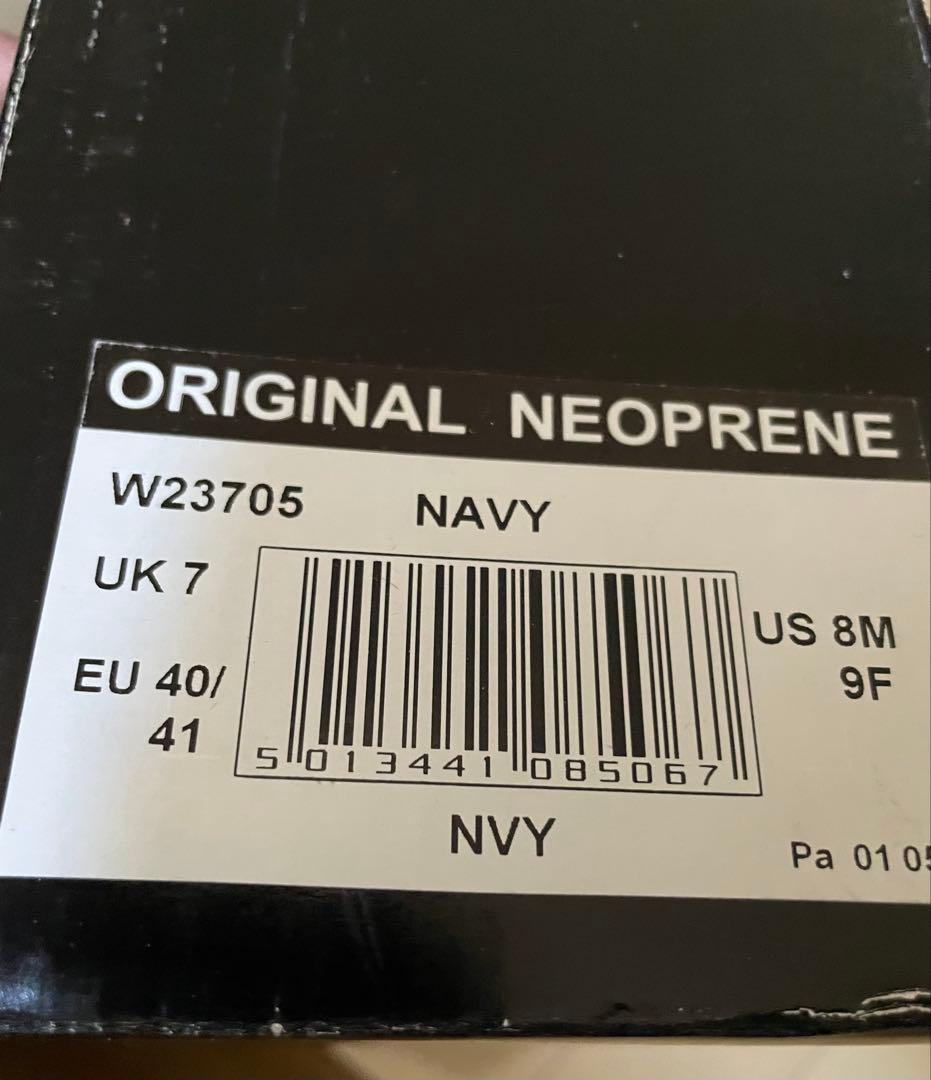 ORIGINAL NEOPRENE
W23705 NAVY
UK 7
US 8M
9F
EU 40/
41
5 013441 085067
NVY
Pa 01 05